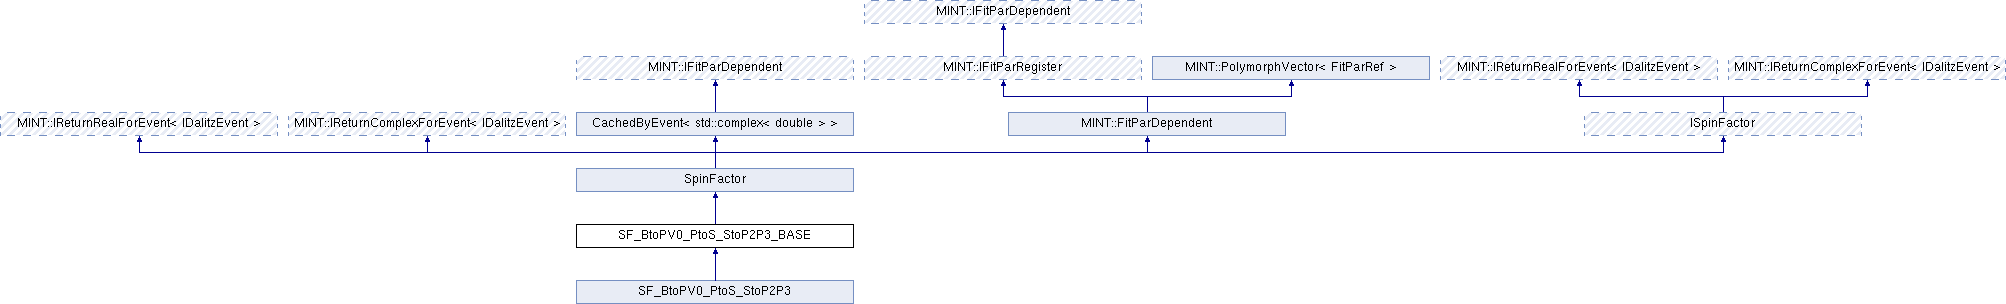 MINT::IFitParDependent
MINT::IFitParDependent
MINT::IFitParRegister
MINT::PolymorphVector< FitParRef >
MINT::IReturnRealForEvent< IDalitzEvent >
MINT::IReturnComplexForEvent< IDalitzEvent >
MINT::IReturnRealForEvent< IDalitzEvent >
MINT::IReturnComplexForEvent< IDalitzEvent >
CachedByEvent< std::complex< double > >
MINT::FitParDependent
ISpinFactor
SpinFactor
SF_BtoPV0_PtoS_StoP2P3_BASE
SF_BtoPV0_PtoS_StoP2P3